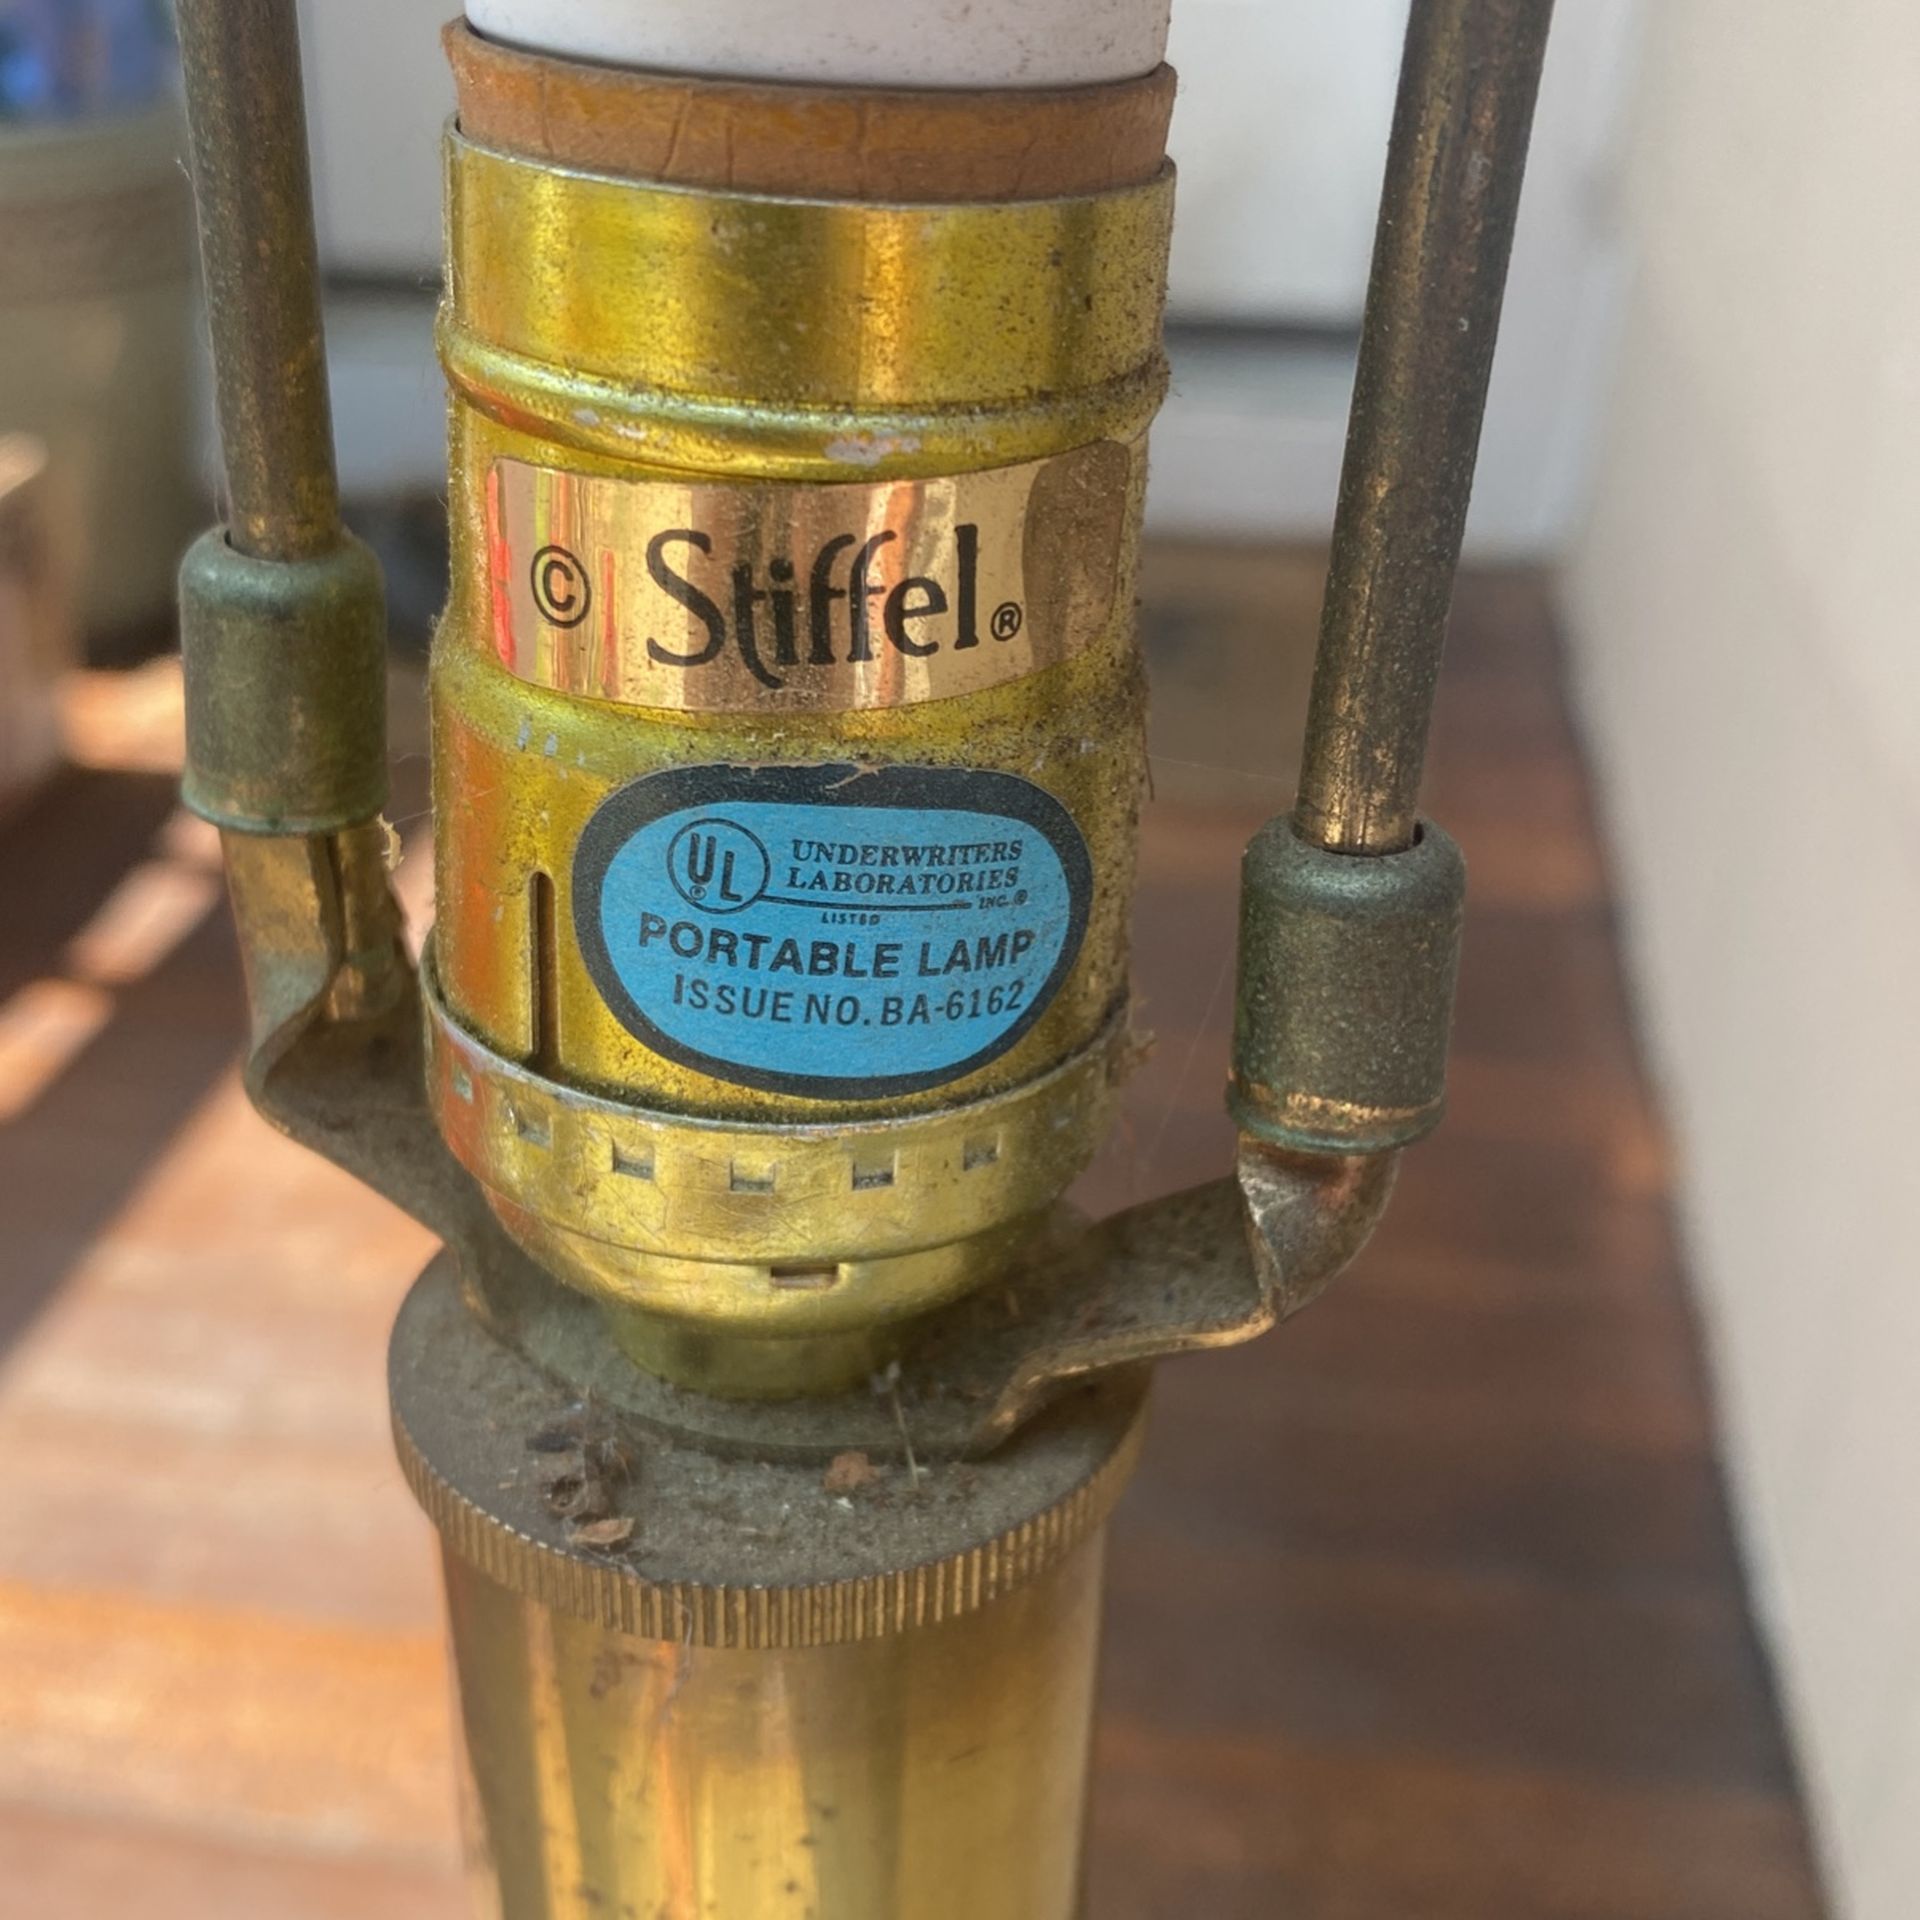 © Stiffel®
UL® UNDERWRITERS
LABORATORIES
INC.®
LISTED
PORTABLE LAMP
ISSUE NO. BA-6162